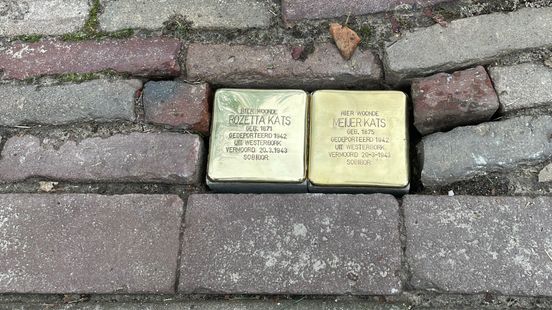 HIER WOONDE
ROZETTA KATS
GEB. 1871
GEDEPORTEERD 1942
UIT WESTERBORK
VERMOORD 20.3.1943
SOBIBOR
HIER WOONDE
MEIJER KATS
GEB. 1875
GEDEPORTEERD 1942
UIT WESTERBORK
VERMOORD 20-3-1943
SOBIBOR